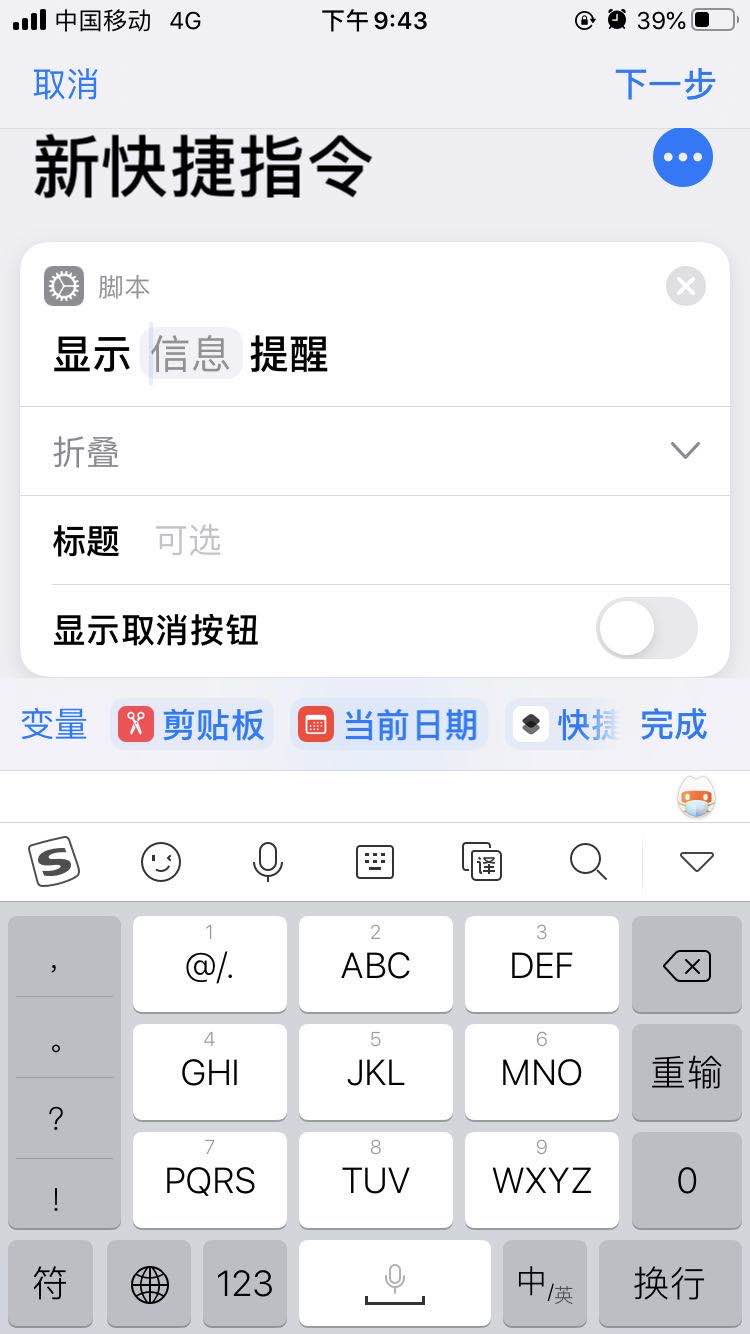 中国移动 4G 下午9:43 39%
取消 下一步
新快捷指令
脚本
显示 信息 提醒
折叠
标题 可选
显示取消按钮
变量 剪贴板 当前日期 快捷 完成
S 译
， 1 2 3
@/. ABC DEF
。 4 5 6
GHI JKL MNO 重输
? 7 8 9
PQRS TUV WXYZ 0
!
符 123 中/英 换行